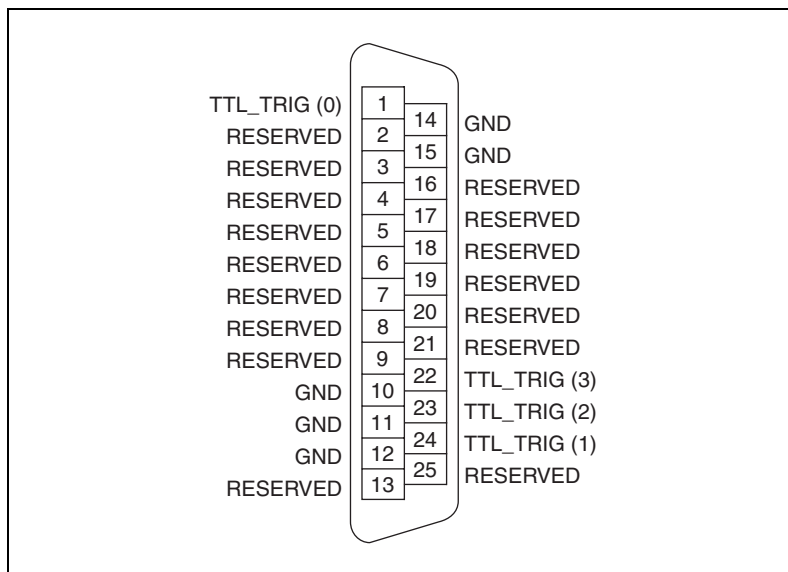 TTL_TRIG (0) 1
14 GND
RESERVED 2
15 GND
RESERVED 3
16 RESERVED
RESERVED 4
17 RESERVED
RESERVED 5
18 RESERVED
RESERVED 6
19 RESERVED
RESERVED 7
20 RESERVED
RESERVED 8
21 RESERVED
RESERVED 9
22 TTL_TRIG (3)
GND 10
23 TTL_TRIG (2)
GND 11
24 TTL_TRIG (1)
GND 12
25 RESERVED
RESERVED 13